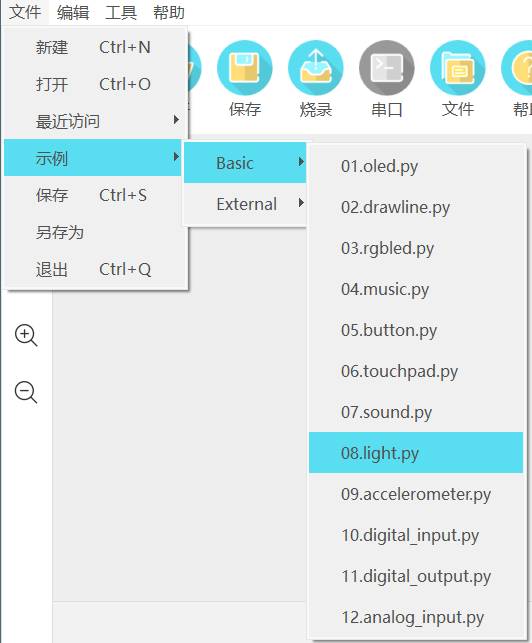 文件 编辑 工具 帮助
新建 Ctrl+N
打开 Ctrl+O
最近访问
示例
保存 Ctrl+S
另存为
退出 Ctrl+Q
保存 烧录 串口 文件
Basic
External
01.oled.py
02.drawline.py
03.rgbled.py
04.music.py
05.button.py
06.touchpad.py
07.sound.py
08.light.py
09.accelerometer.py
10.digital_input.py
11.digital_output.py
12.analog_input.py